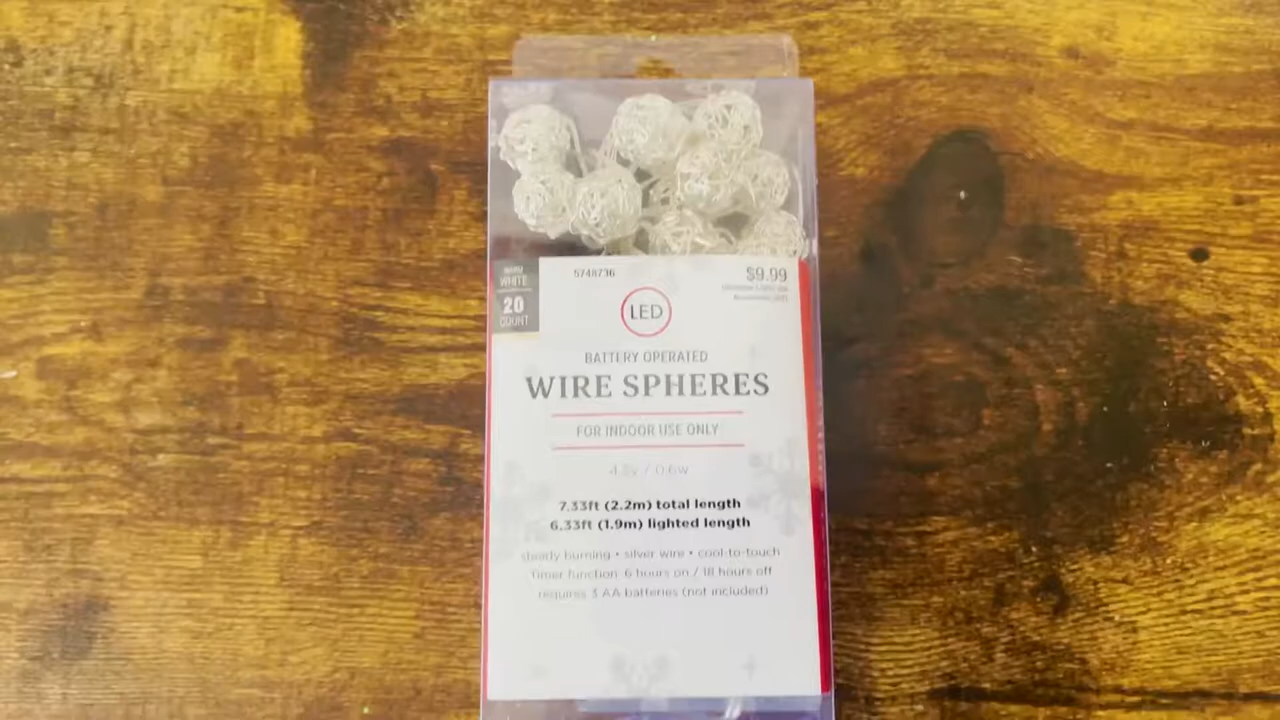 WARM
WHITE
20
COUNT
5748736
$9.99
LED
BATTERY OPERATED
WIRE SPHERES
FOR INDOOR USE ONLY
4.5v / 0.6w
7.33ft (2.2m) total length
6.33ft (1.9m) lighted length
steady burning • silver wire • cool-to-touch
Timer function: 6 hours on / 18 hours off
requires 3 AA batteries (not included)